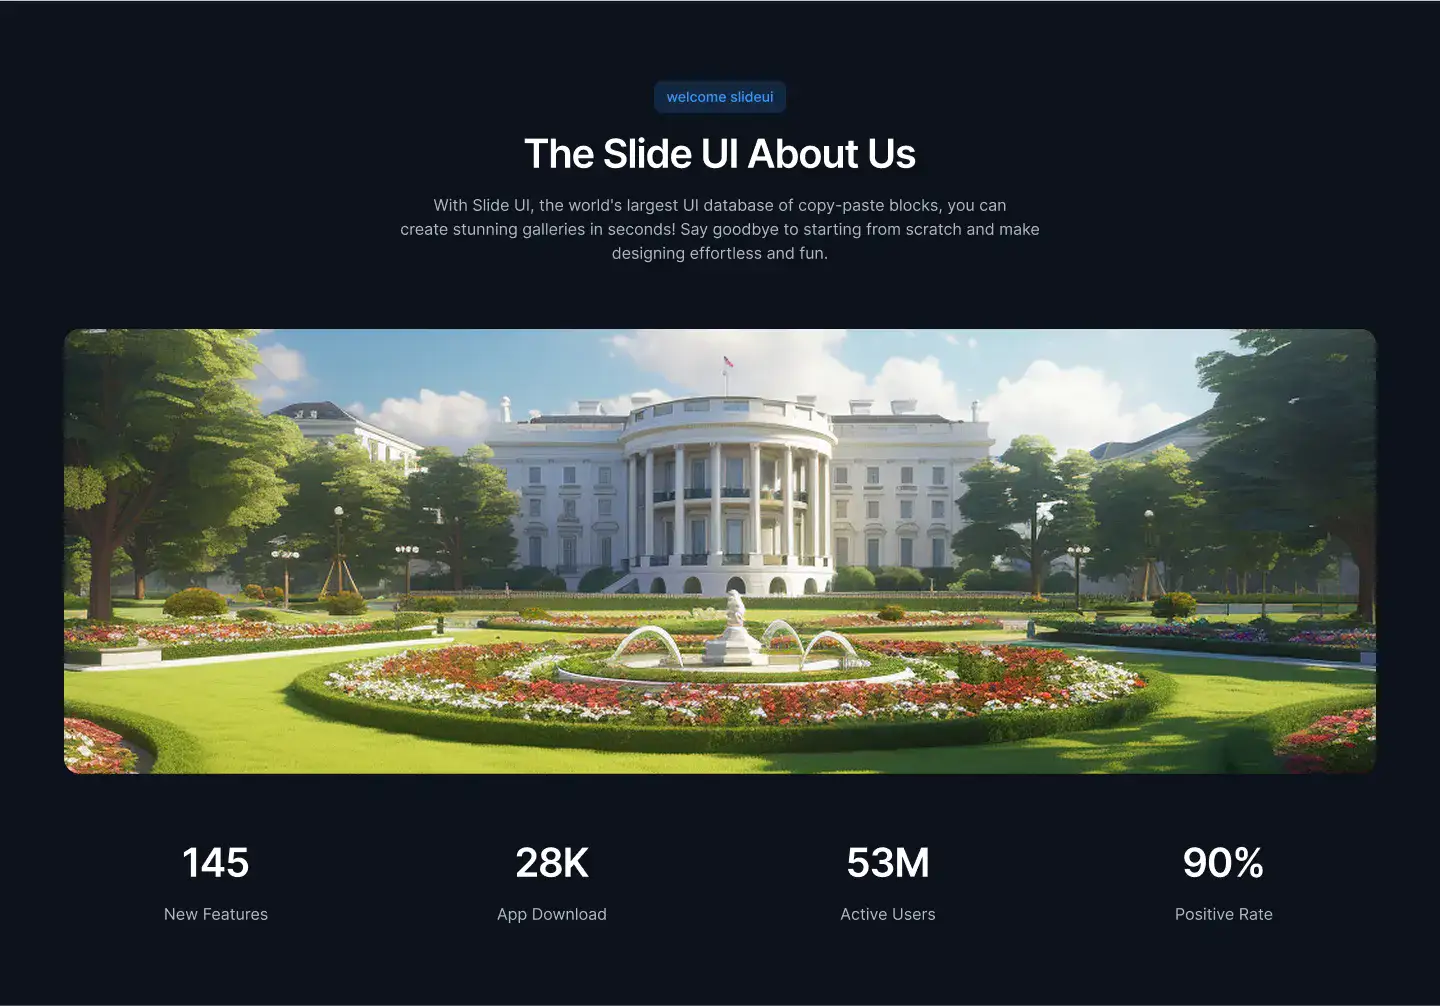 welcome slideui
The Slide UI About Us
With Slide UI, the world's largest UI database of copy-paste blocks, you can
create stunning galleries in seconds! Say goodbye to starting from scratch and make
designing effortless and fun.
145
28K
53M
90%
New Features
App Download
Active Users
Positive Rate